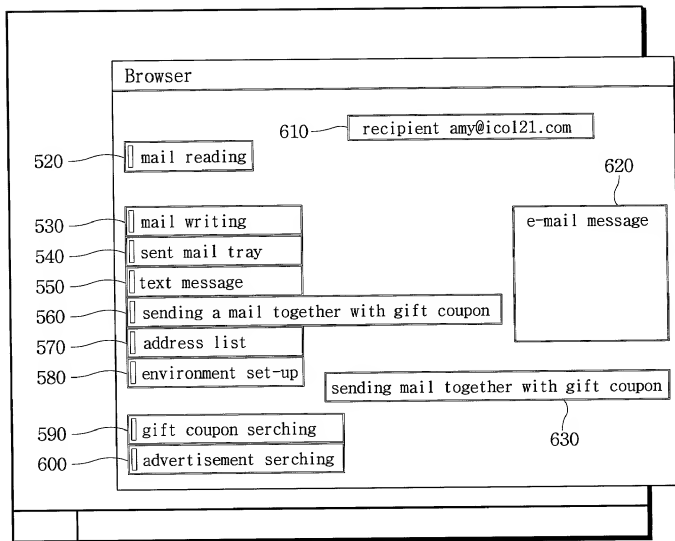 Browser
610 recipient amy@icol21.com
520 mail reading
620
530 mail writing
e-mail message
540 sent mail tray
550 text message
560 sending a mail together with gift coupon
570 address list
580 environment set-up
sending mail together with gift coupon
590 gift coupon serching
630
600 advertisement serching